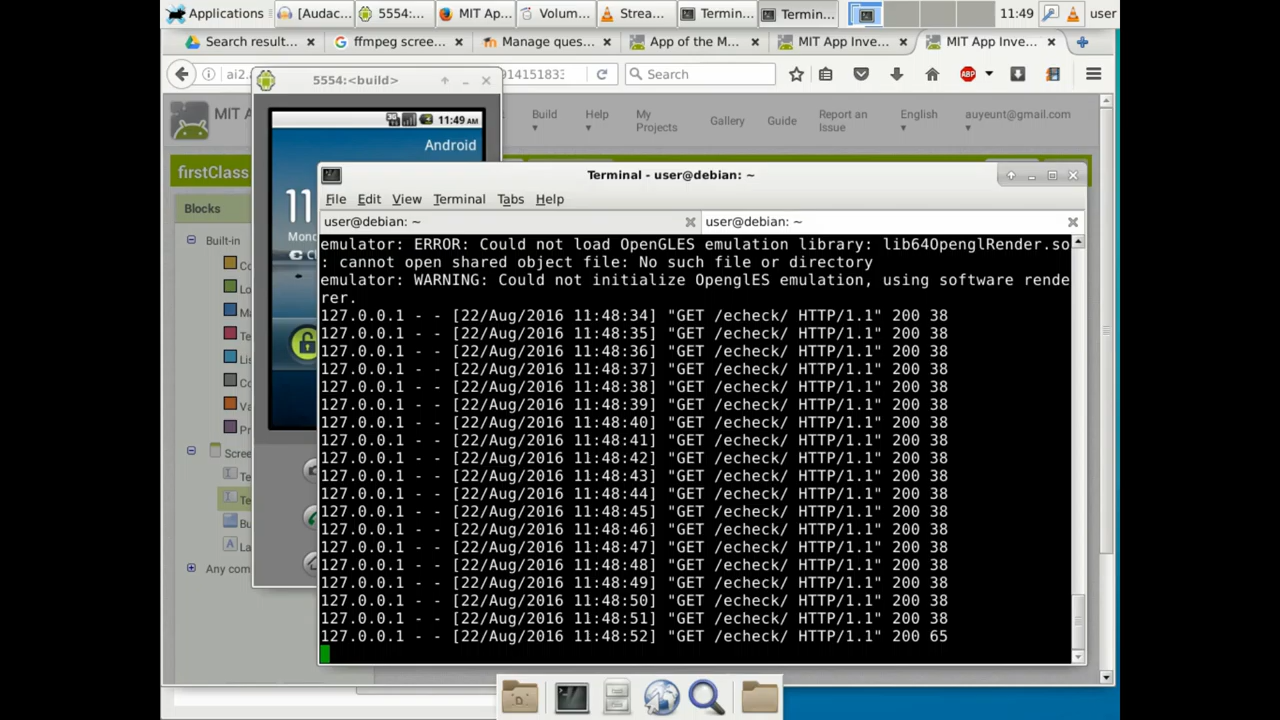 Applications
[Audac...
5554:...
MIT Ap...
Volum...
Strea...
Termin...
Termin...
11:49
user
Search result...
ffmpeg scree...
Manage ques...
App of the M...
MIT App Inve...
MIT App Inve...
ai2.a
Search
ABP
5554:<build>
MIT A
Build
Help
My Projects
Gallery
Guide
Report an Issue
English
auyeunt@gmail.com
11:49 AM
Android
firstClass
Blocks
11
Mond
Built-in
Co
Lo
Ma
Te
Lis
Co
Va
Pr
Scree
Te
Te
Bu
La
Any com
Terminal - user@debian: ~
File Edit View Terminal Tabs Help
user@debian: ~
user@debian: ~
emulator: ERROR: Could not load OpenGLES emulation library: lib64OpenglRender.so
: cannot open shared object file: No such file or directory
emulator: WARNING: Could not initialize OpenglES emulation, using software rende
rer.
127.0.0.1 - - [22/Aug/2016 11:48:34] "GET /echeck/ HTTP/1.1" 200 38
127.0.0.1 - - [22/Aug/2016 11:48:35] "GET /echeck/ HTTP/1.1" 200 38
127.0.0.1 - - [22/Aug/2016 11:48:36] "GET /echeck/ HTTP/1.1" 200 38
127.0.0.1 - - [22/Aug/2016 11:48:37] "GET /echeck/ HTTP/1.1" 200 38
127.0.0.1 - - [22/Aug/2016 11:48:38] "GET /echeck/ HTTP/1.1" 200 38
127.0.0.1 - - [22/Aug/2016 11:48:39] "GET /echeck/ HTTP/1.1" 200 38
127.0.0.1 - - [22/Aug/2016 11:48:40] "GET /echeck/ HTTP/1.1" 200 38
127.0.0.1 - - [22/Aug/2016 11:48:41] "GET /echeck/ HTTP/1.1" 200 38
127.0.0.1 - - [22/Aug/2016 11:48:42] "GET /echeck/ HTTP/1.1" 200 38
127.0.0.1 - - [22/Aug/2016 11:48:43] "GET /echeck/ HTTP/1.1" 200 38
127.0.0.1 - - [22/Aug/2016 11:48:44] "GET /echeck/ HTTP/1.1" 200 38
127.0.0.1 - - [22/Aug/2016 11:48:45] "GET /echeck/ HTTP/1.1" 200 38
127.0.0.1 - - [22/Aug/2016 11:48:46] "GET /echeck/ HTTP/1.1" 200 38
127.0.0.1 - - [22/Aug/2016 11:48:47] "GET /echeck/ HTTP/1.1" 200 38
127.0.0.1 - - [22/Aug/2016 11:48:48] "GET /echeck/ HTTP/1.1" 200 38
127.0.0.1 - - [22/Aug/2016 11:48:49] "GET /echeck/ HTTP/1.1" 200 38
127.0.0.1 - - [22/Aug/2016 11:48:50] "GET /echeck/ HTTP/1.1" 200 38
127.0.0.1 - - [22/Aug/2016 11:48:51] "GET /echeck/ HTTP/1.1" 200 38
127.0.0.1 - - [22/Aug/2016 11:48:52] "GET /echeck/ HTTP/1.1" 200 65